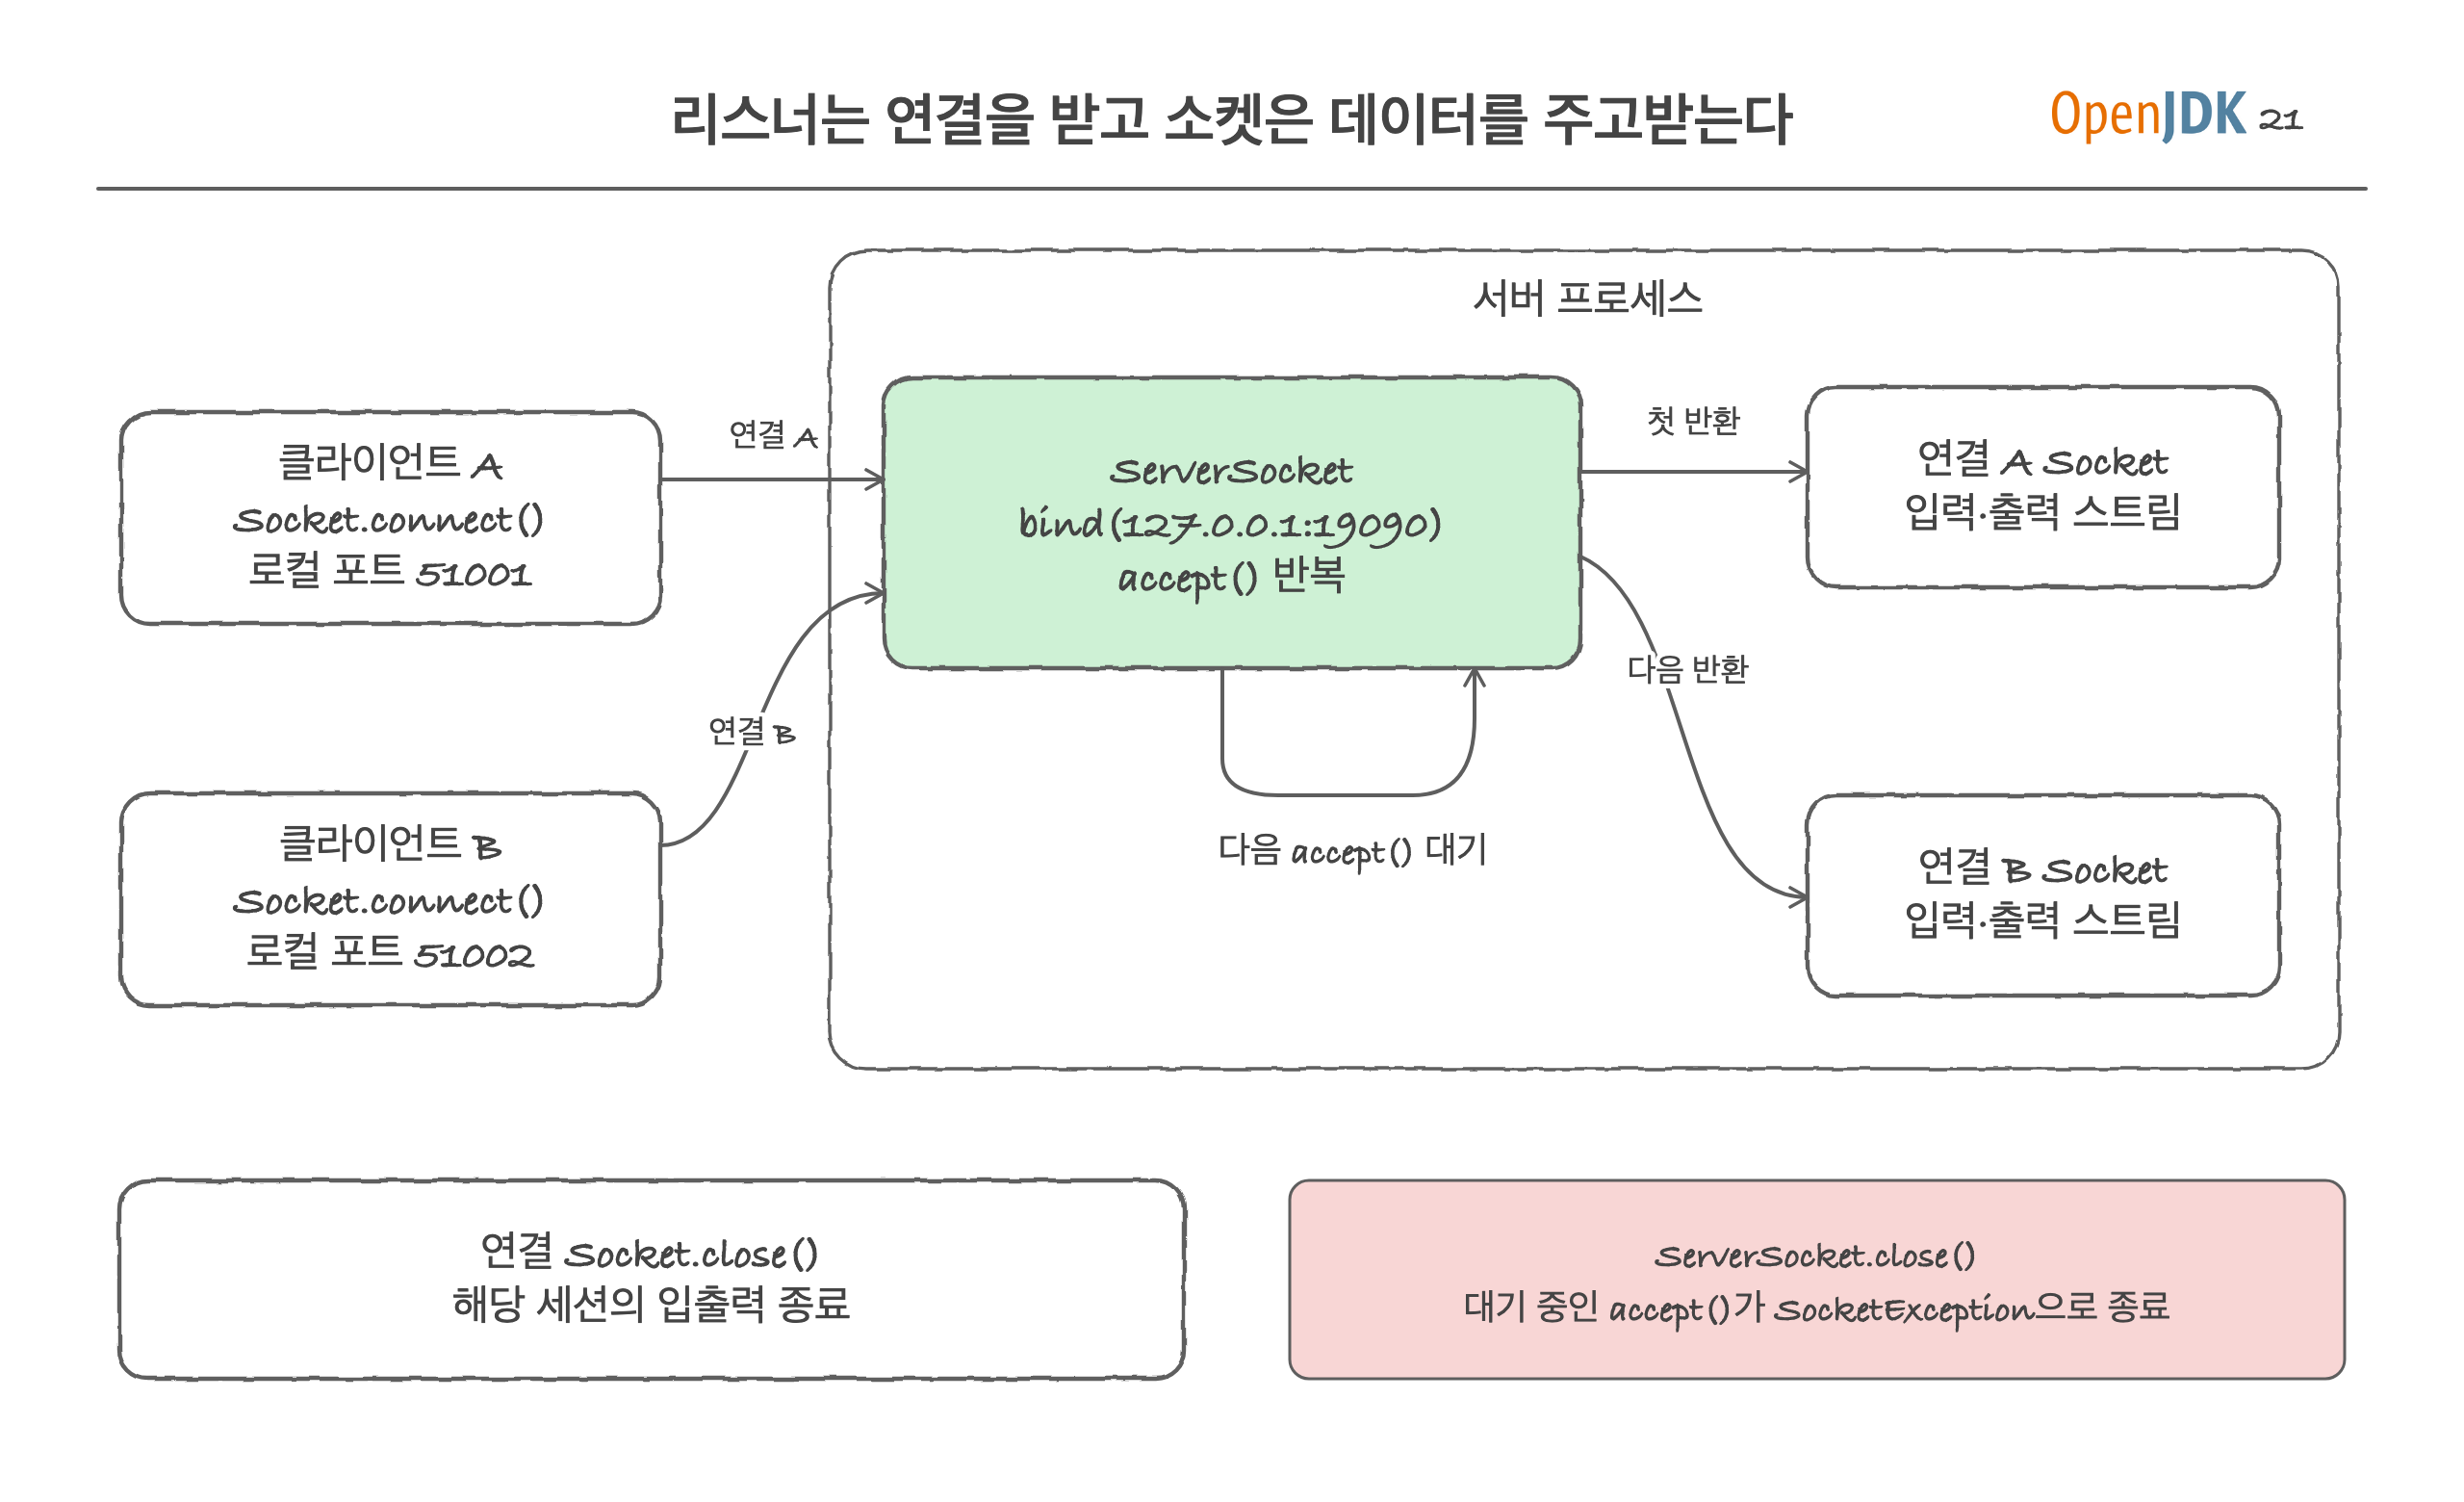 리스너는 연결을 받고 소켓은 데이터를 주고받는다
OpenJDK 21
서버 프로세스
클라이언트 A
Socket.connect()
로컬 포트 51001
연결 A
ServerSocket
bind(127.0.0.1:19090)
accept() 반복
첫 반환
연결 A Socket
입력·출력 스트림
다음 반환
연결 B
클라이언트 B
Socket.connect()
로컬 포트 51002
다음 accept() 대기
연결 B Socket
입력·출력 스트림
연결 Socket.close()
해당 세션의 입출력 종료
ServerSocket.close()
대기 중인 accept()가 SocketException으로 종료